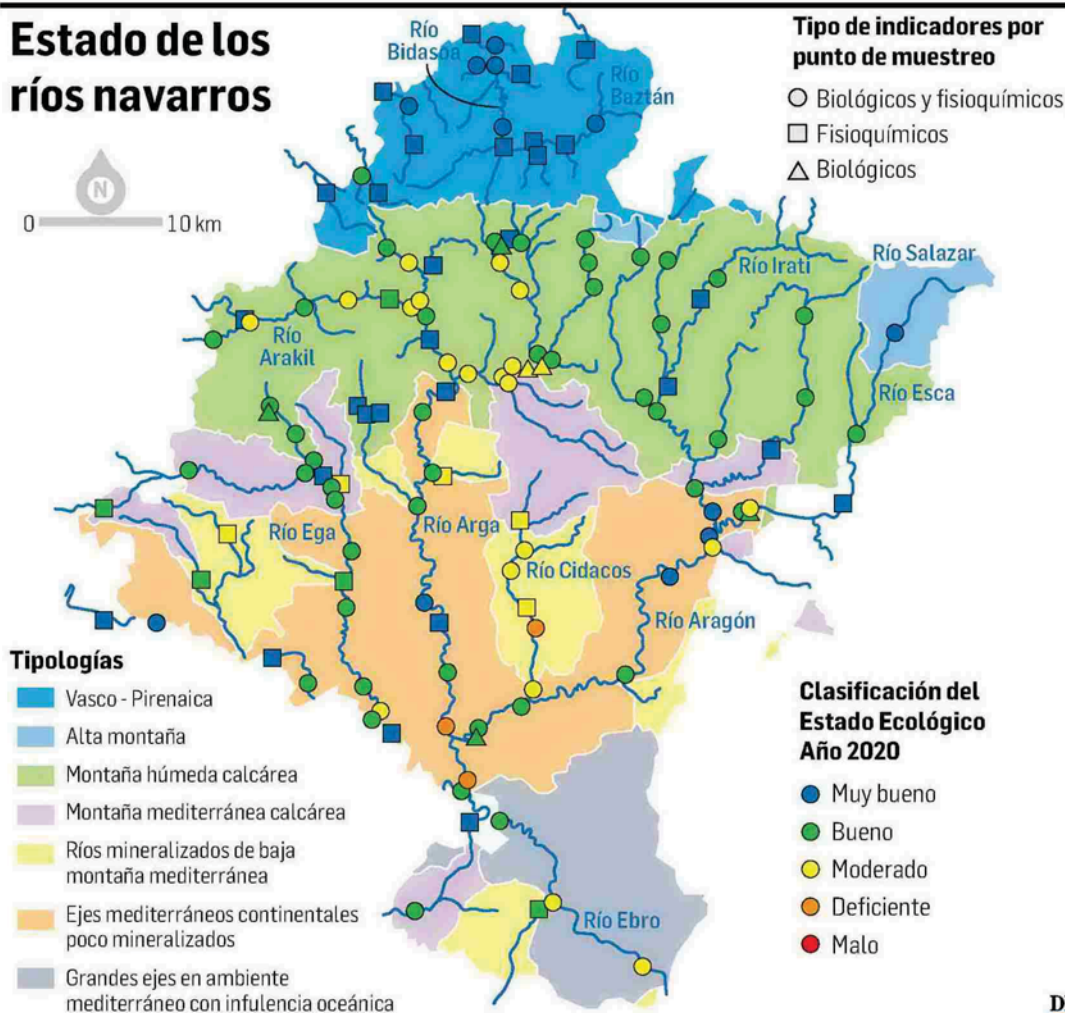 Estado de los
ríos navarros
N
0 10 km
Tipo de indicadores por
punto de muestreo
Biológicos y fisioquímicos
Fisioquímicos
Biológicos
Río
Bidasoa
Río
Baztán
Río Salazar
Río Irati
Río
Arakil
Río Esca
Río Ega
Río Arga
Río Cidacos
Río Aragón
Río Ebro
Tipologías
Vasco - Pirenaica
Alta montaña
Montaña húmeda calcárea
Montaña mediterránea calcárea
Ríos mineralizados de baja
montaña mediterránea
Ejes mediterráneos continentales
poco mineralizados
Grandes ejes en ambiente
mediterráneo con infulencia oceánica
Clasificación del
Estado Ecológico
Año 2020
Muy bueno
Bueno
Moderado
Deficiente
Malo